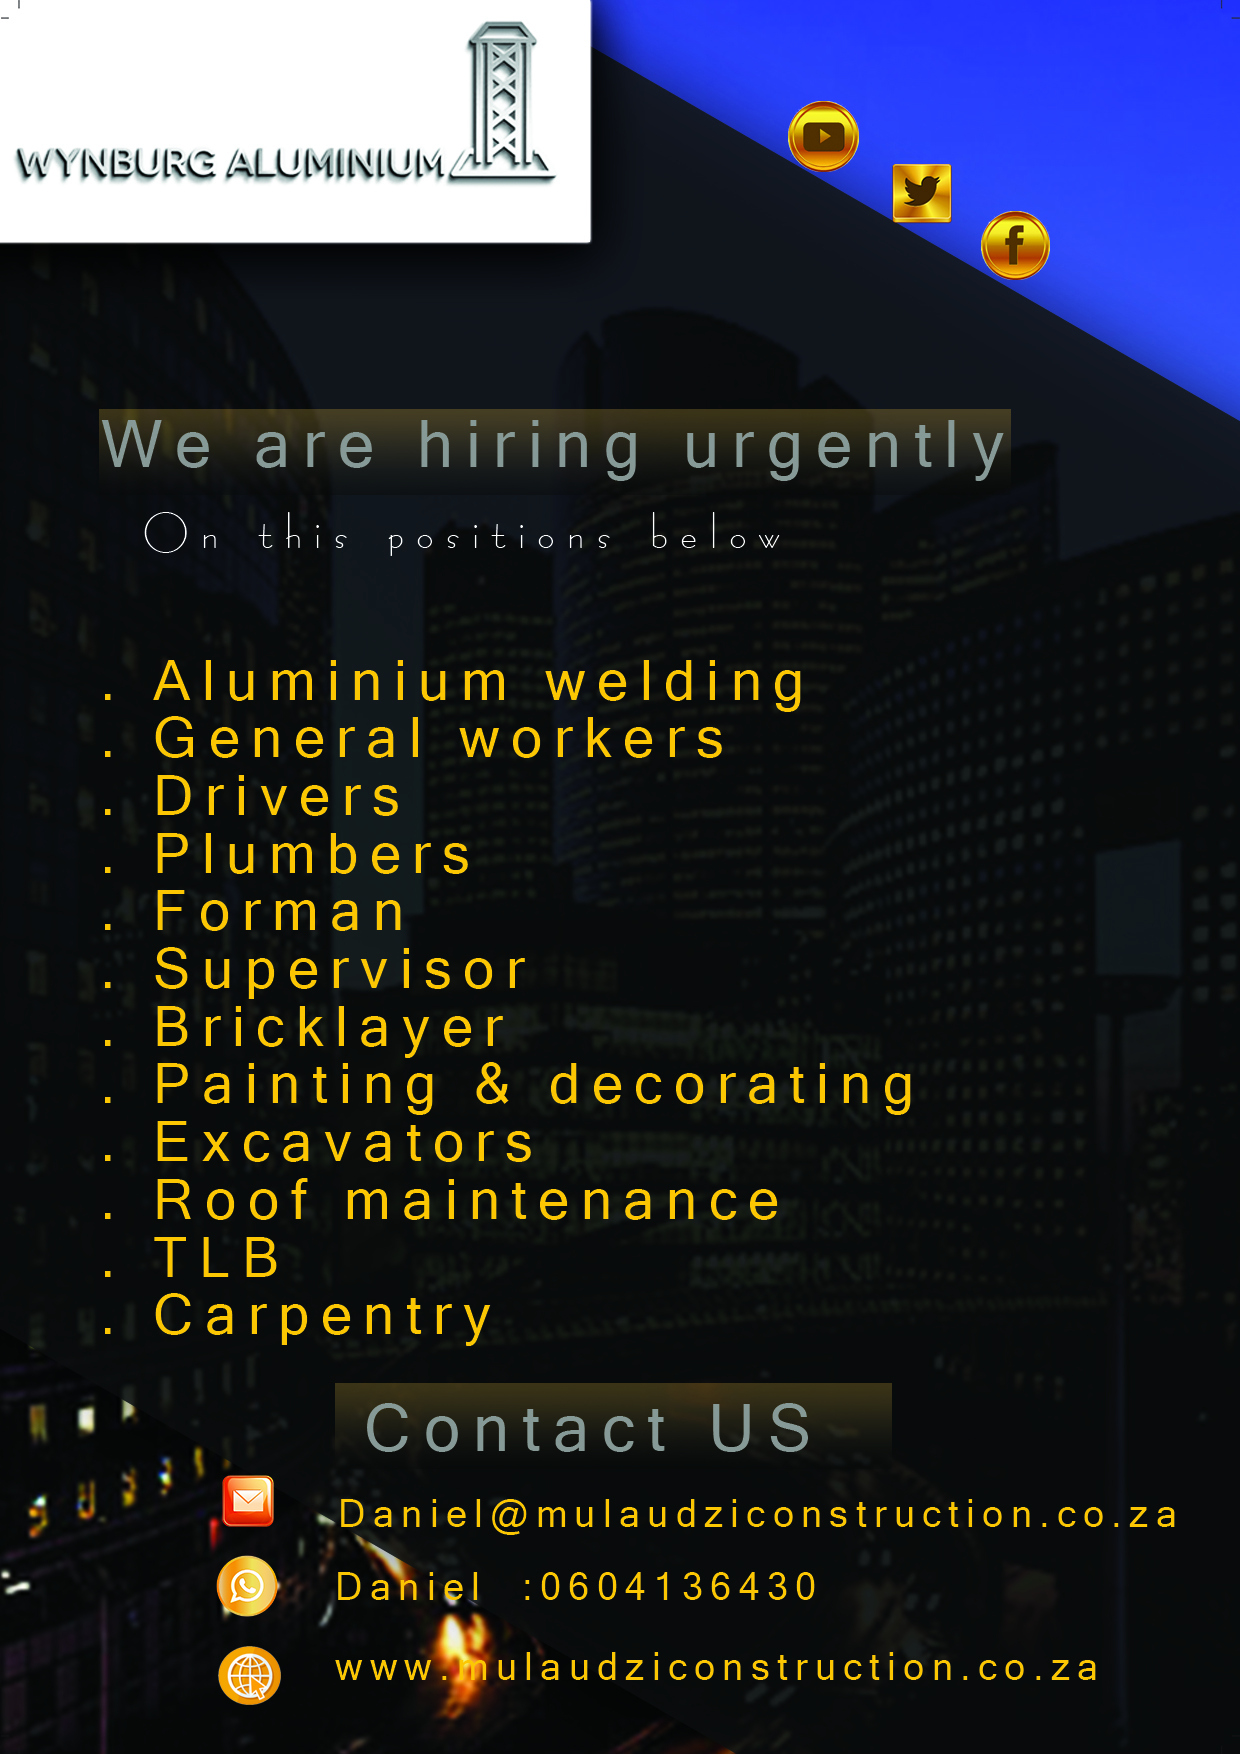 WYNBURG ALUMINIUM
We are hiring urgently
On this positions below
. Aluminium welding
. General workers
. Drivers
. Plumbers
. Forman
. Supervisor
. Bricklayer
. Painting & decorating
. Excavators
. Roof maintenance
. TLB
. Carpentry
Contact US
Daniel@mulaudziconstruction.co.za
Daniel :0604136430
www.mulaudziconstruction.co.za